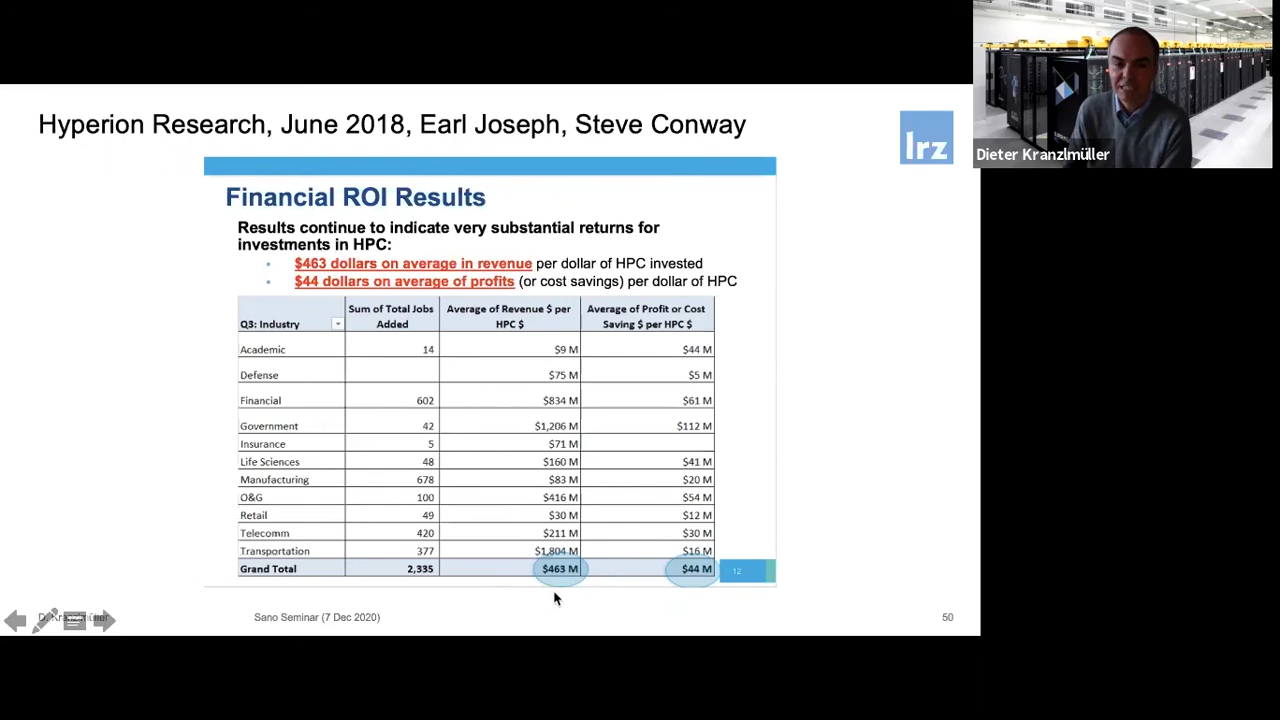 Hyperion Research, June 2018, Earl Joseph, Steve Conway
lrz
Dieter Kranzlmüller
Financial ROI Results
Results continue to indicate very substantial returns for
investments in HPC:
• $463 dollars on average in revenue per dollar of HPC invested
• $44 dollars on average of profits (or cost savings) per dollar of HPC
Q3: Industry Sum of Total Jobs Added Average of Revenue $ per HPC $ Average of Profit or Cost Saving $ per HPC $
Academic 14 $9 M $44 M
Defense $75 M $5 M
Financial 602 $834 M $61 M
Government 42 $1,206 M $112 M
Insurance 5 $71 M
Life Sciences 48 $160 M $41 M
Manufacturing 678 $83 M $20 M
O&G 100 $416 M $54 M
Retail 49 $30 M $12 M
Telecomm 420 $211 M $30 M
Transportation 377 $1,804 M $16 M
Grand Total 2,335 $463 M $44 M
12
D. Kranzlmüller Sano Seminar (7 Dec 2020) 50